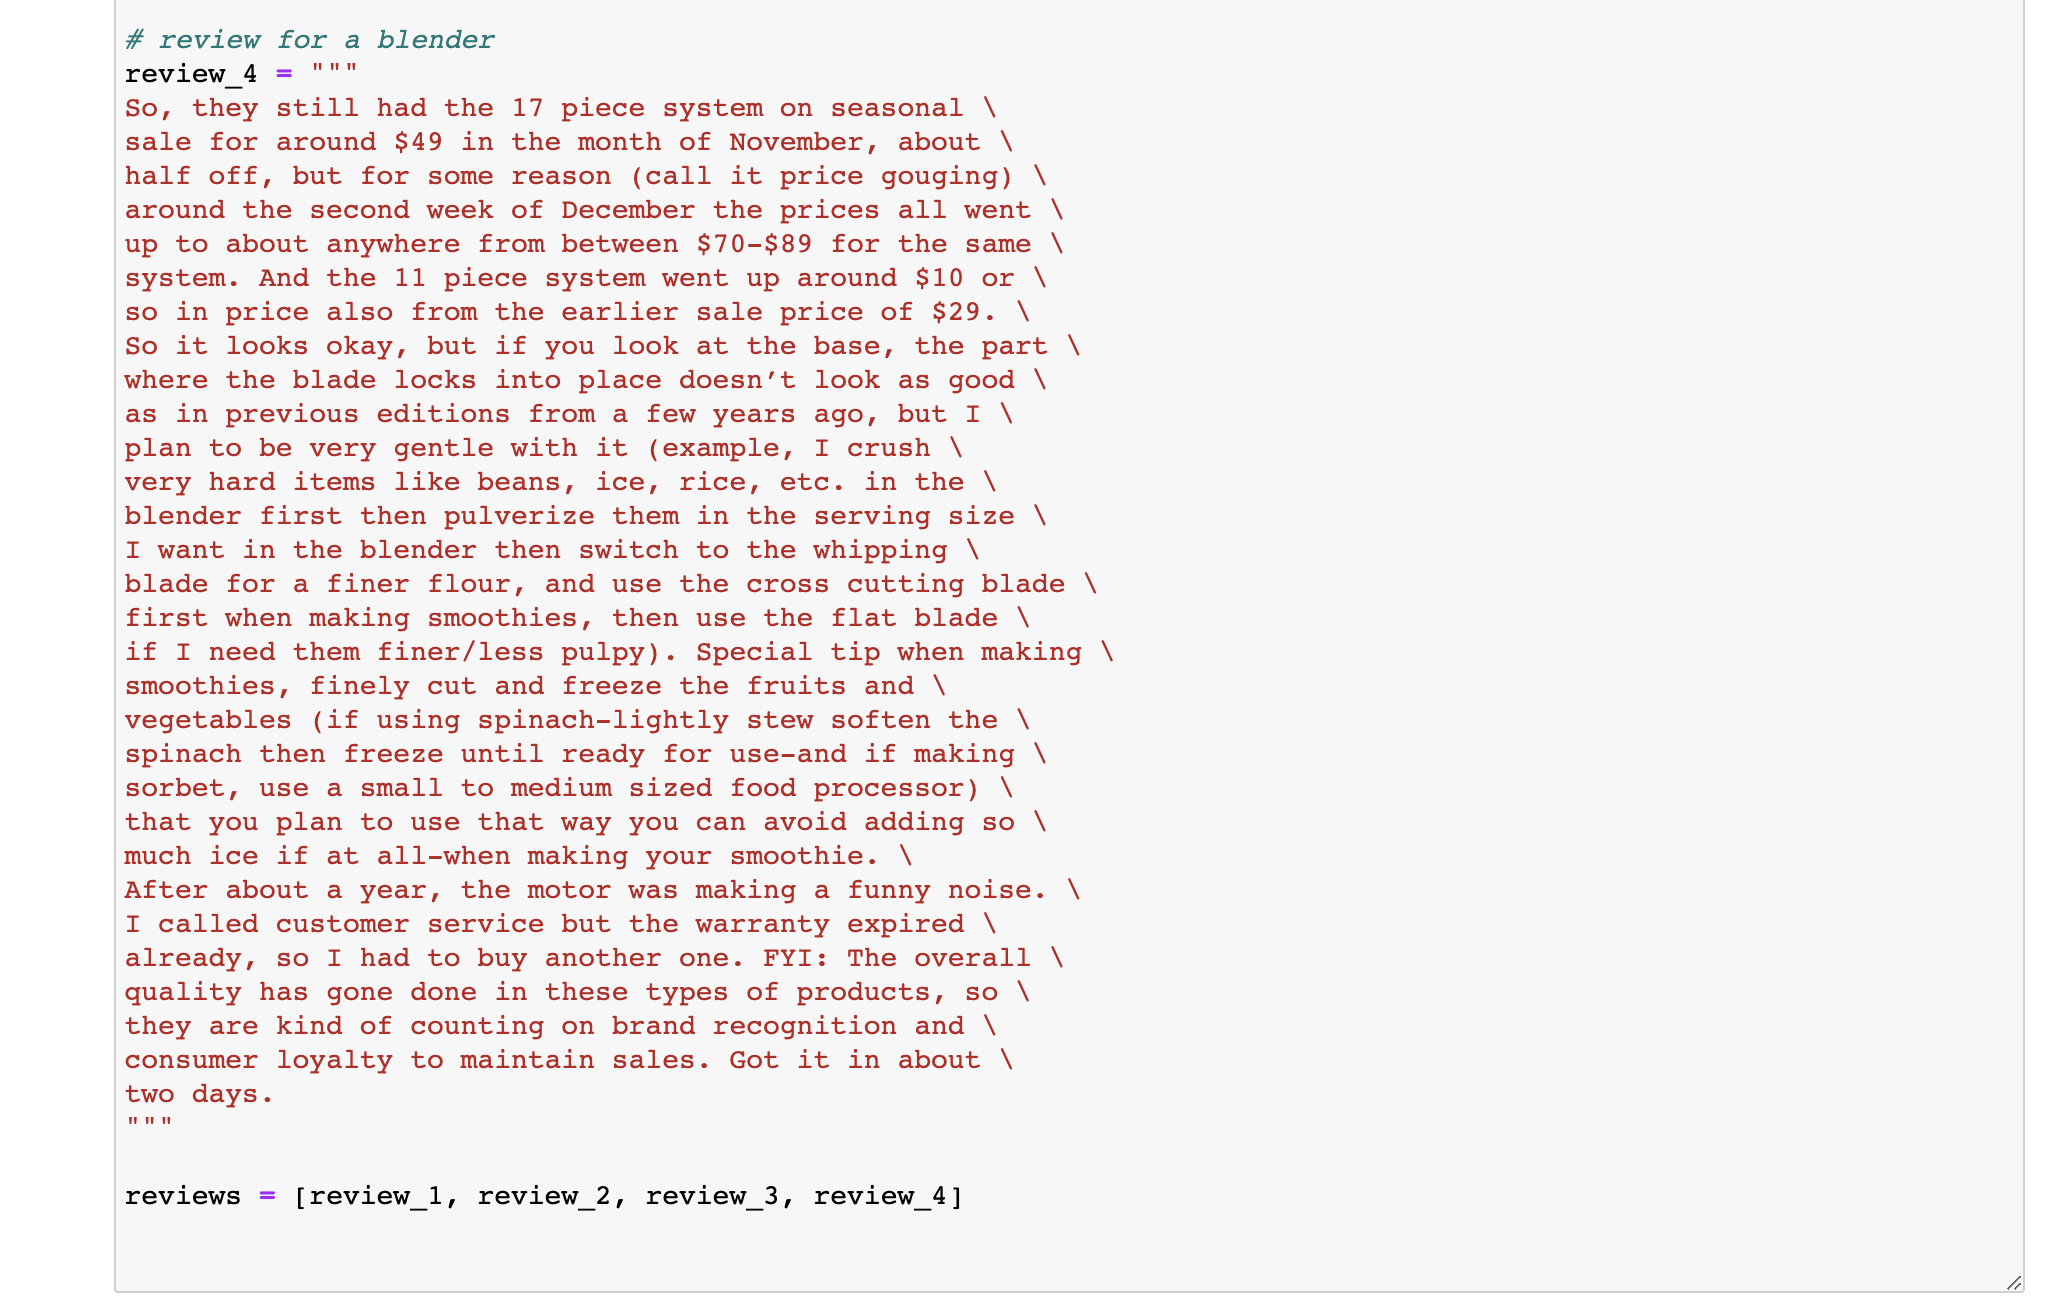 # review for a blender
review_4 = """
So, they still had the 17 piece system on seasonal \
sale for around $49 in the month of November, about \
half off, but for some reason (call it price gouging) \
around the second week of December the prices all went \
up to about anywhere from between $70-$89 for the same \
system. And the 11 piece system went up around $10 or \
so in price also from the earlier sale price of $29. \
So it looks okay, but if you look at the base, the part \
where the blade locks into place doesn’t look as good \
as in previous editions from a few years ago, but I \
plan to be very gentle with it (example, I crush \
very hard items like beans, ice, rice, etc. in the \
blender first then pulverize them in the serving size \
I want in the blender then switch to the whipping \
blade for a finer flour, and use the cross cutting blade \
first when making smoothies, then use the flat blade \
if I need them finer/less pulpy). Special tip when making \
smoothies, finely cut and freeze the fruits and \
vegetables (if using spinach-lightly stew soften the \
spinach then freeze until ready for use-and if making \
sorbet, use a small to medium sized food processor) \
that you plan to use that way you can avoid adding so \
much ice if at all-when making your smoothie. \
After about a year, the motor was making a funny noise. \
I called customer service but the warranty expired \
already, so I had to buy another one. FYI: The overall \
quality has gone done in these types of products, so \
they are kind of counting on brand recognition and \
consumer loyalty to maintain sales. Got it in about \
two days.
"""
reviews = [review_1, review_2, review_3, review_4]